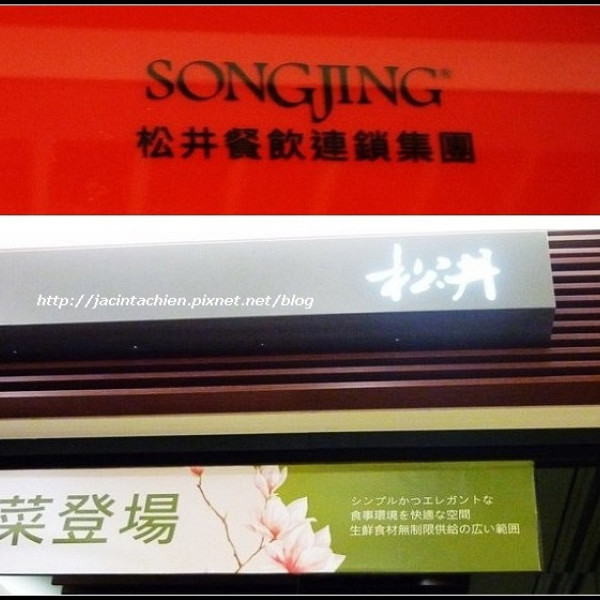 SONGJING®
松井餐飲連鎖集團
松井
http://jacintachien.pixnet.net/blog
菜登場
シンプルかつエレガントな
食事環境を快適な空間
生鮮食材無制限供給の広い範囲